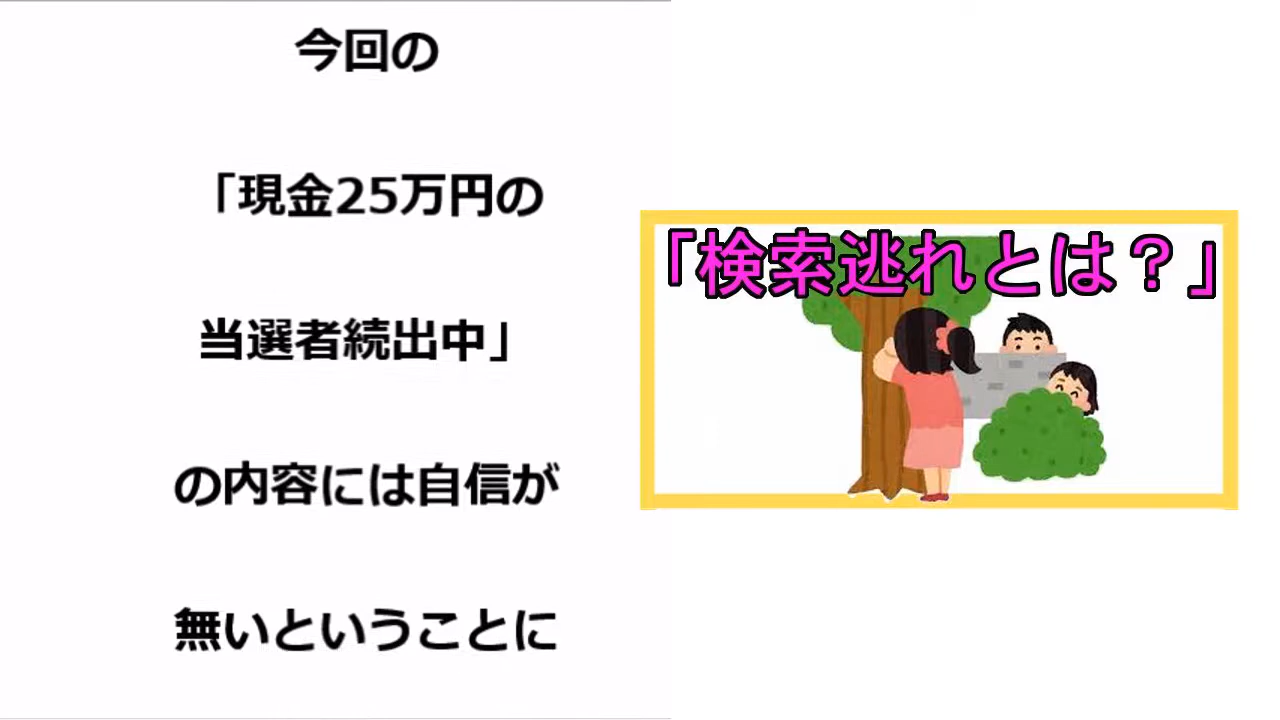 今回の
「現金25万円の
当選者続出中」
の内容には自信が
無いということに
「検索逃れとは？」